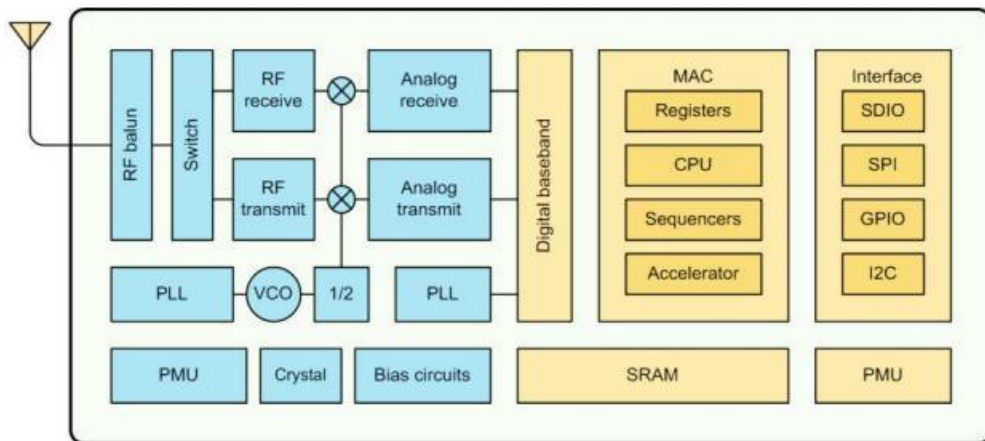 RF balun
Switch
RF
receive
Analog
receive
RF
transmit
Analog
transmit
PLL
VCO
1/2
PLL
Digital baseband
MAC
Registers
CPU
Sequencers
Accelerator
Interface
SDIO
SPI
GPIO
I2C
PMU
Crystal
Bias circuits
SRAM
PMU